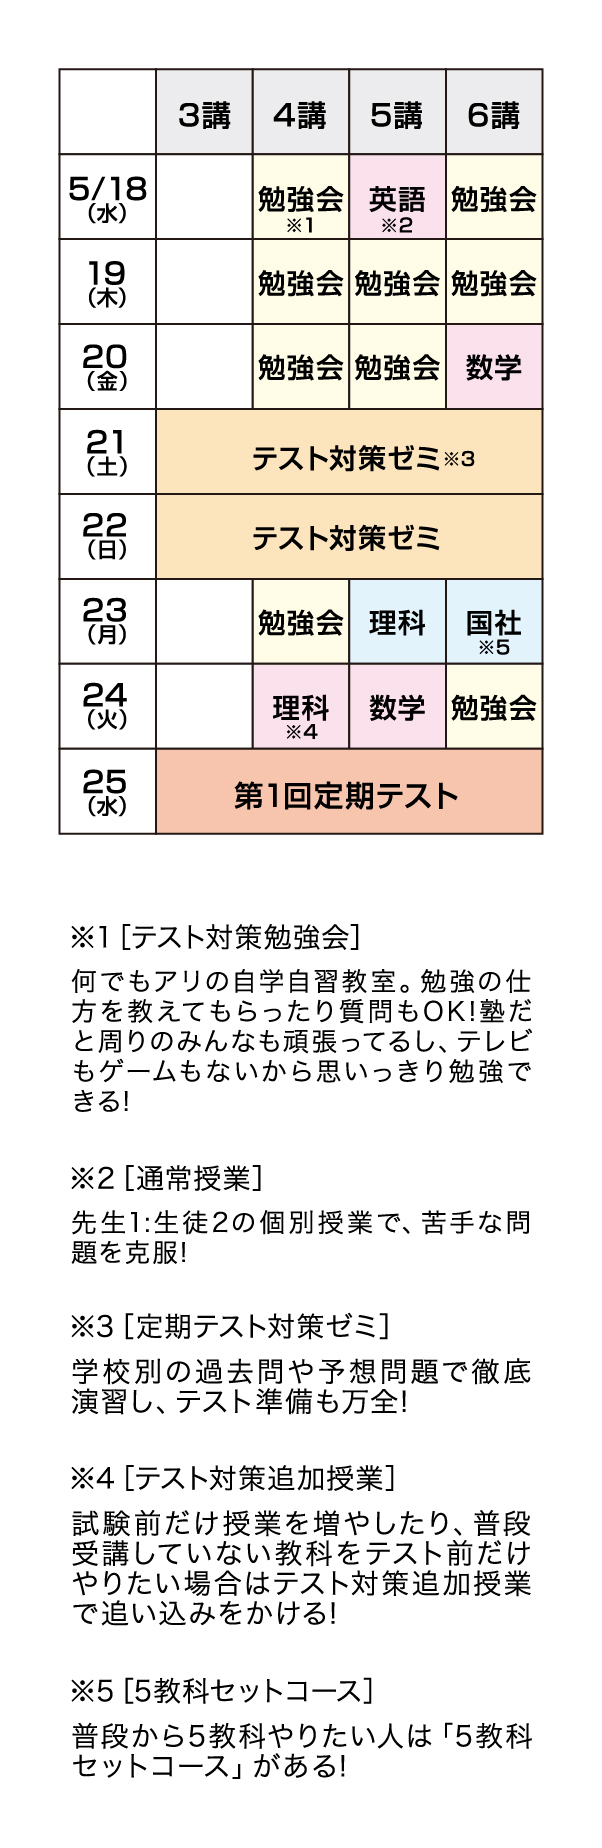 3講 4講 5講 6講
5/18 勉強会 英語 勉強会
(水) ※1 ※2
19 勉強会 勉強会 勉強会
(木)
20 勉強会 勉強会 数学
(金)
21 テスト対策ゼミ※3
(土)
22 テスト対策ゼミ
(日)
23 勉強会 理科 国社
(月) ※5
24 理科 数学 勉強会
(火) ※4
25 第1回定期テスト
(水)
※1［テスト対策勉強会］
何でもアリの自学自習教室。勉強の仕
方を教えてもらったり質問もOK!塾だ
と周りのみんなも頑張ってるし、テレビ
もゲームもないから思いっきり勉強で
きる!
※2［通常授業］
先生1:生徒2の個別授業で、苦手な問
題を克服!
※3［定期テスト対策ゼミ］
学校別の過去問や予想問題で徹底
演習し、テスト準備も万全!
※4［テスト対策追加授業］
試験前だけ授業を増やしたり、普段
受講していない教科をテスト前だけ
やりたい場合はテスト対策追加授業
で追い込みをかける!
※5［5教科セットコース］
普段から5教科やりたい人は「5教科
セットコース」がある!